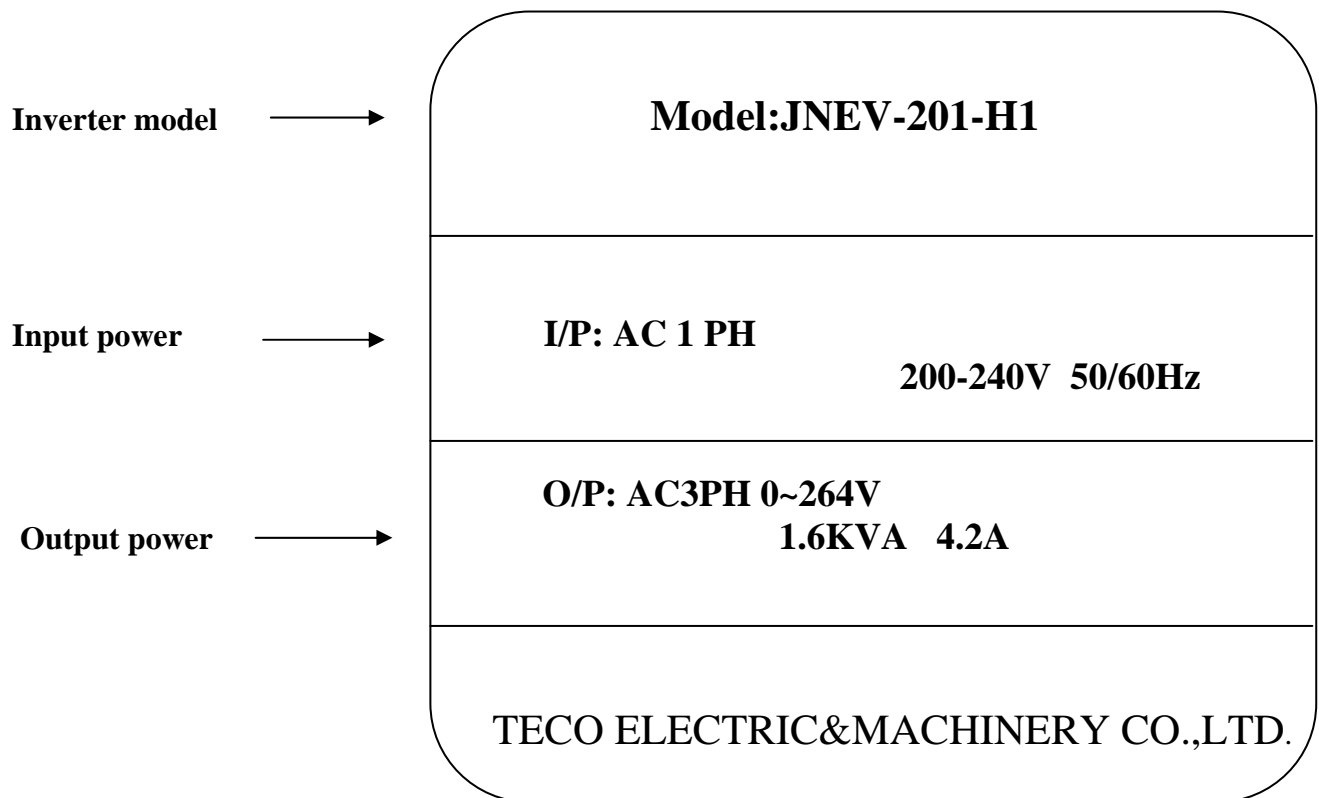 Inverter model
Model:JNEV-201-H1
Input power
I/P: AC 1 PH
200-240V 50/60Hz
O/P: AC3PH 0~264V
Output power
1.6KVA 4.2A
TECO ELECTRIC&MACHINERY CO.,LTD.